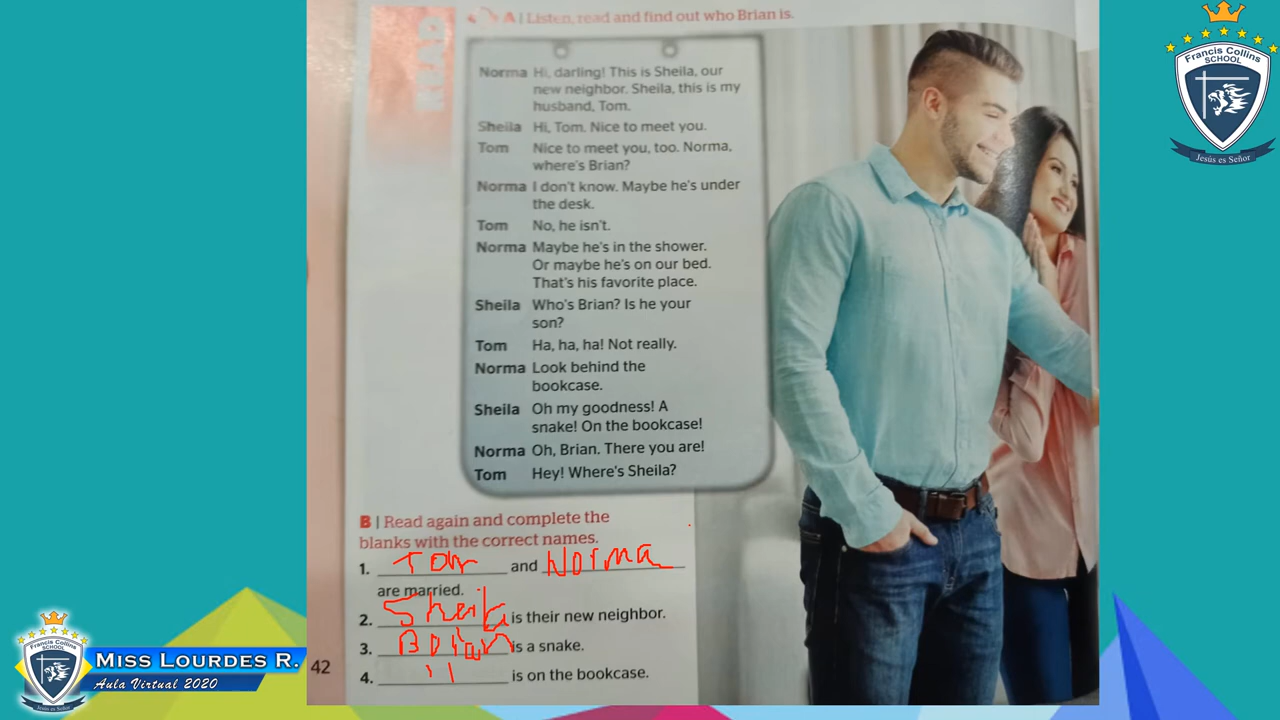 READ
A | Listen, read and find out who Brian is.
Norma Hi, darling! This is Sheila, our
new neighbor. Sheila, this is my
husband, Tom.
Sheila Hi, Tom. Nice to meet you.
Tom Nice to meet you, too. Norma,
where's Brian?
Norma I don't know. Maybe he's under
the desk.
Tom No, he isn't.
Norma Maybe he's in the shower.
Or maybe he's on our bed.
That's his favorite place.
Sheila Who's Brian? Is he your
son?
Tom Ha, ha, ha! Not really.
Norma Look behind the
bookcase.
Sheila Oh my goodness! A
snake! On the bookcase!
Norma Oh, Brian. There you are!
Tom Hey! Where's Sheila?
B | Read again and complete the
blanks with the correct names.
1. Tom and Norma
are married.
2. Sheila is their new neighbor.
3. Brian is a snake.
4. " is on the bookcase.
42
Francis Collins
SCHOOL
Jesús es Señor
Francis Collins
SCHOOL
Jesús es Señor
MISS LOURDES R.
Aula Virtual 2020